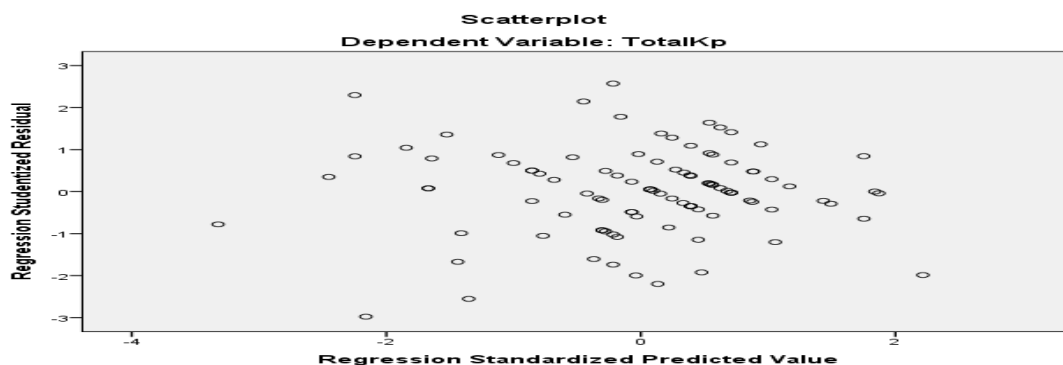 Scatterplot
Dependent Variable: TotalKp
Regression Studentized Residual
3
2
1
0
-1
-2
-3
-4
-2
0
2
Regression Standardized Predicted Value